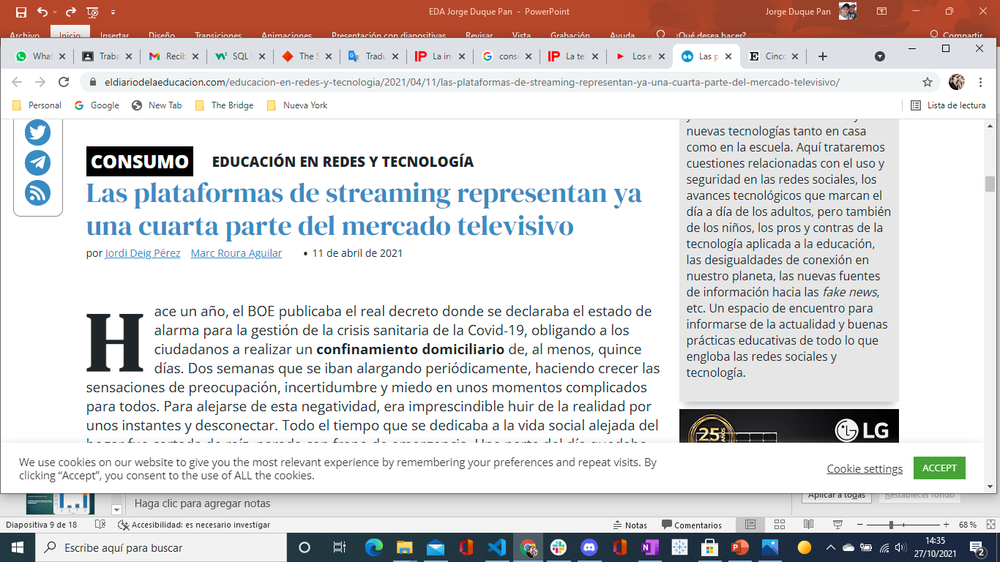 EDA Jorge Duque Pan - PowerPoint
Jorge Duque Pan
Archivo Inicio Insertar Diseño Transiciones Animaciones Presentación con diapositivas Revisar Vista Grabación Ayuda ¿Qué desea hacer? Compartir
What Traba Recib SQL The S Tradu La in cons La te Los e Las p Cinco
eldiariodelaeducacion.com/educacion-en-redes-y-tecnologia/2021/04/11/las-plataformas-de-streaming-representan-ya-una-cuarta-parte-del-mercado-televisivo/
Personal Google New Tab The Bridge Nueva York Lista de lectura
CONSUMO EDUCACIÓN EN REDES Y TECNOLOGÍA
Las plataformas de streaming representan ya
una cuarta parte del mercado televisivo
por Jordi Deig Pérez Marc Roura Aguilar • 11 de abril de 2021
Hace un año, el BOE publicaba el real decreto donde se declaraba el estado de
alarma para la gestión de la crisis sanitaria de la Covid-19, obligando a los
ciudadanos a realizar un confinamiento domiciliario de, al menos, quince
días. Dos semanas que se iban alargando periódicamente, haciendo crecer las
sensaciones de preocupación, incertidumbre y miedo en unos momentos complicados
para todos. Para alejarse de esta negatividad, era imprescindible huir de la realidad por
unos instantes y desconectar. Todo el tiempo que se dedicaba a la vida social alejada del
nuevas tecnologías tanto en casa
como en la escuela. Aquí trataremos
cuestiones relacionadas con el uso y
seguridad en las redes sociales, los
avances tecnológicos que marcan el
día a día de los adultos, pero también
de los niños, los pros y contras de la
tecnología aplicada a la educación,
las desigualdades de conexión en
nuestro planeta, las nuevas fuentes
de información hacia las fake news,
etc. Un espacio de encuentro para
informarse de la actualidad y buenas
prácticas educativas de todo lo que
engloba las redes sociales y
tecnología.
25 AÑOS
LG
We use cookies on our website to give you the most relevant experience by remembering your preferences and repeat visits. By
clicking “Accept”, you consent to the use of ALL the cookies.
Cookie settings ACCEPT
Haga clic para agregar notas
Aplicar a todas Restablecer fondo
Diapositiva 9 de 18 Accesibilidad: es necesario investigar Notas Comentarios 68 %
Escribe aquí para buscar
14:35
27/10/2021
2